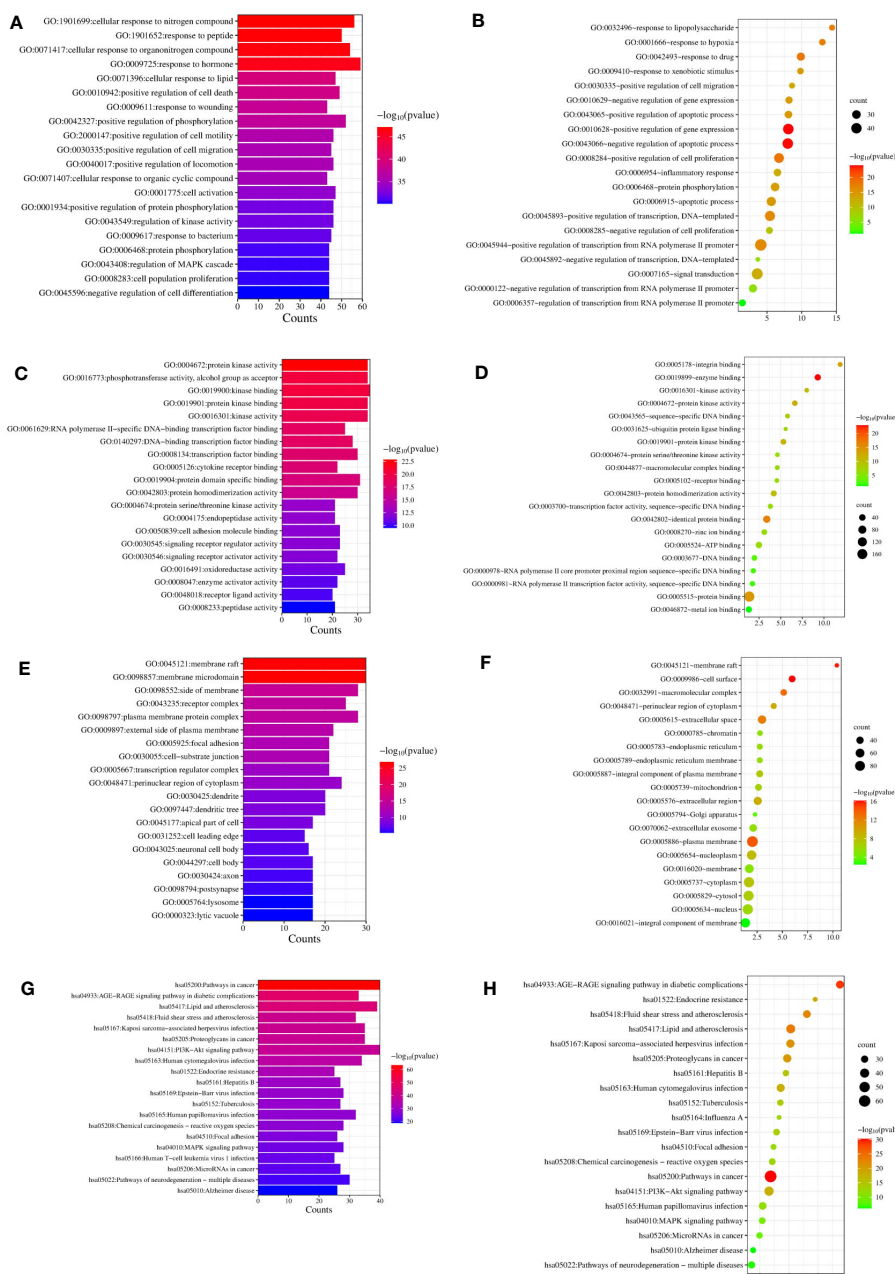 A
GO:1901699:cellular response to nitrogen compound
GO:1901652:response to peptide
GO:0071417:cellular response to organonitrogen compound
GO:0009725:response to hormone
GO:0071396:cellular response to lipid
GO:0010942:positive regulation of cell death
GO:0009611:response to wounding
GO:0042327:positive regulation of phosphorylation
GO:2000147:positive regulation of cell motility
GO:0030335:positive regulation of cell migration
GO:0040017:positive regulation of locomotion
GO:0071407:cellular response to organic cyclic compound
GO:0001775:cell activation
GO:0001934:positive regulation of protein phosphorylation
GO:0043549:regulation of kinase activity
GO:0009617:response to bacterium
GO:0006468:protein phosphorylation
GO:0043408:regulation of MAPK cascade
GO:0008283:cell population proliferation
GO:0045596:negative regulation of cell differentiation
0 10 20 30 40 50 60
Counts
−log10(pvalue)
45
40
35
B
GO:0032496~response to lipopolysaccharide
GO:0001666~response to hypoxia
GO:0042493~response to drug
GO:0009410~response to xenobiotic stimulus
GO:0030335~positive regulation of cell migration
GO:0010629~negative regulation of gene expression
GO:0043065~positive regulation of apoptotic process
GO:0010628~positive regulation of gene expression
GO:0043066~negative regulation of apoptotic process
GO:0008284~positive regulation of cell proliferation
GO:0006954~inflammatory response
GO:0006468~protein phosphorylation
GO:0006915~apoptotic process
GO:0045893~positive regulation of transcription, DNA−templated
GO:0008285~negative regulation of cell proliferation
GO:0045944~positive regulation of transcription from RNA polymerase II promoter
GO:0045892~negative regulation of transcription, DNA−templated
GO:0007165~signal transduction
GO:0000122~negative regulation of transcription from RNA polymerase II promoter
GO:0006357~regulation of transcription from RNA polymerase II promoter
5 10 15
count
30
40
−log10(pvalue)
20
15
10
5
C
GO:0004672:protein kinase activity
GO:0016773:phosphotransferase activity, alcohol group as acceptor
GO:0019900:kinase binding
GO:0019901:protein kinase binding
GO:0016301:kinase activity
GO:0061629:RNA polymerase II−specific DNA−binding transcription factor binding
GO:0140297:DNA−binding transcription factor binding
GO:0008134:transcription factor binding
GO:0005126:cytokine receptor binding
GO:0019904:protein domain specific binding
GO:0042803:protein homodimerization activity
GO:0004674:protein serine/threonine kinase activity
GO:0004175:endopeptidase activity
GO:0050839:cell adhesion molecule binding
GO:0030545:signaling receptor regulator activity
GO:0030546:signaling receptor activator activity
GO:0016491:oxidoreductase activity
GO:0008047:enzyme activator activity
GO:0048018:receptor ligand activity
GO:0008233:peptidase activity
0 10 20 30
Counts
−log10(pvalue)
22.5
20.0
17.5
15.0
12.5
10.0
D
GO:0005178~integrin binding
GO:0019899~enzyme binding
GO:0016301~kinase activity
GO:0004672~protein kinase activity
GO:0043565~sequence−specific DNA binding
GO:0031625~ubiquitin protein ligase binding
GO:0019901~protein kinase binding
GO:0004674~protein serine/threonine kinase activity
GO:0044877~macromolecular complex binding
GO:0005102~receptor binding
GO:0042803~protein homodimerization activity
GO:0003700~transcription factor activity, sequence−specific DNA binding
GO:0042802~identical protein binding
GO:0008270~zinc ion binding
GO:0005524~ATP binding
GO:0003677~DNA binding
GO:0000978~RNA polymerase II core promoter proximal region sequence−specific DNA binding
GO:0000981~RNA polymerase II transcription factor activity, sequence−specific DNA binding
GO:0005515~protein binding
GO:0046872~metal ion binding
2.5 5.0 7.5 10.0
−log10(pvalue)
20
15
10
5
count
40
80
120
160
E
GO:0045121:membrane raft
GO:0098857:membrane microdomain
GO:0098552:side of membrane
GO:0043235:receptor complex
GO:0098797:plasma membrane protein complex
GO:0009897:external side of plasma membrane
GO:0005925:focal adhesion
GO:0030055:cell−substrate junction
GO:0005667:transcription regulator complex
GO:0048471:perinuclear region of cytoplasm
GO:0030425:dendrite
GO:0097447:dendritic tree
GO:0045177:apical part of cell
GO:0031252:cell leading edge
GO:0043025:neuronal cell body
GO:0044297:cell body
GO:0030424:axon
GO:0098794:postsynapse
GO:0005764:lysosome
GO:0000323:lytic vacuole
0 10 20 30
Counts
−log10(pvalue)
25
20
15
10
F
GO:0045121~membrane raft
GO:0009986~cell surface
GO:0032991~macromolecular complex
GO:0048471~perinuclear region of cytoplasm
GO:0005615~extracellular space
GO:0000785~chromatin
GO:0005783~endoplasmic reticulum
GO:0005789~endoplasmic reticulum membrane
GO:0005887~integral component of plasma membrane
GO:0005739~mitochondrion
GO:0005576~extracellular region
GO:0005794~Golgi apparatus
GO:0070062~extracellular exosome
GO:0005886~plasma membrane
GO:0005654~nucleoplasm
GO:0016020~membrane
GO:0005737~cytoplasm
GO:0005829~cytosol
GO:0005634~nucleus
GO:0016021~integral component of membrane
2.5 5.0 7.5 10.0
count
40
60
80
−log10(pvalue
16
12
8
4
G
hsa05200:Pathways in cancer
hsa04933:AGE−RAGE signaling pathway in diabetic complications
hsa05417:Lipid and atherosclerosis
hsa05418:Fluid shear stress and atherosclerosis
hsa05167:Kaposi sarcoma−associated herpesvirus infection
hsa05205:Proteoglycans in cancer
hsa04151:PI3K−Akt signaling pathway
hsa05163:Human cytomegalovirus infection
hsa01522:Endocrine resistance
hsa05161:Hepatitis B
hsa05169:Epstein−Barr virus infection
hsa05152:Tuberculosis
hsa05165:Human papillomavirus infection
hsa05208:Chemical carcinogenesis − reactive oxygen species
hsa04510:Focal adhesion
hsa04010:MAPK signaling pathway
hsa05166:Human T−cell leukemia virus 1 infection
hsa05206:MicroRNAs in cancer
hsa05022:Pathways of neurodegeneration − multiple diseases
hsa05010:Alzheimer disease
0 10 20 30 40
Counts
−log10(pvalue)
60
50
40
30
20
H
hsa04933:AGE−RAGE signaling pathway in diabetic complications
hsa01522:Endocrine resistance
hsa05418:Fluid shear stress and atherosclerosis
hsa05417:Lipid and atherosclerosis
hsa05167:Kaposi sarcoma−associated herpesvirus infection
hsa05205:Proteoglycans in cancer
hsa05161:Hepatitis B
hsa05163:Human cytomegalovirus infection
hsa05152:Tuberculosis
hsa05164:Influenza A
hsa05169:Epstein−Barr virus infection
hsa04510:Focal adhesion
hsa05208:Chemical carcinogenesis − reactive oxygen species
hsa05200:Pathways in cancer
hsa04151:PI3K−Akt signaling pathway
hsa05165:Human papillomavirus infection
hsa04010:MAPK signaling pathway
hsa05206:MicroRNAs in cancer
hsa05010:Alzheimer disease
hsa05022:Pathways of neurodegeneration − multiple diseases
count
30
40
50
60
−log10(pval
30
25
20
15
10